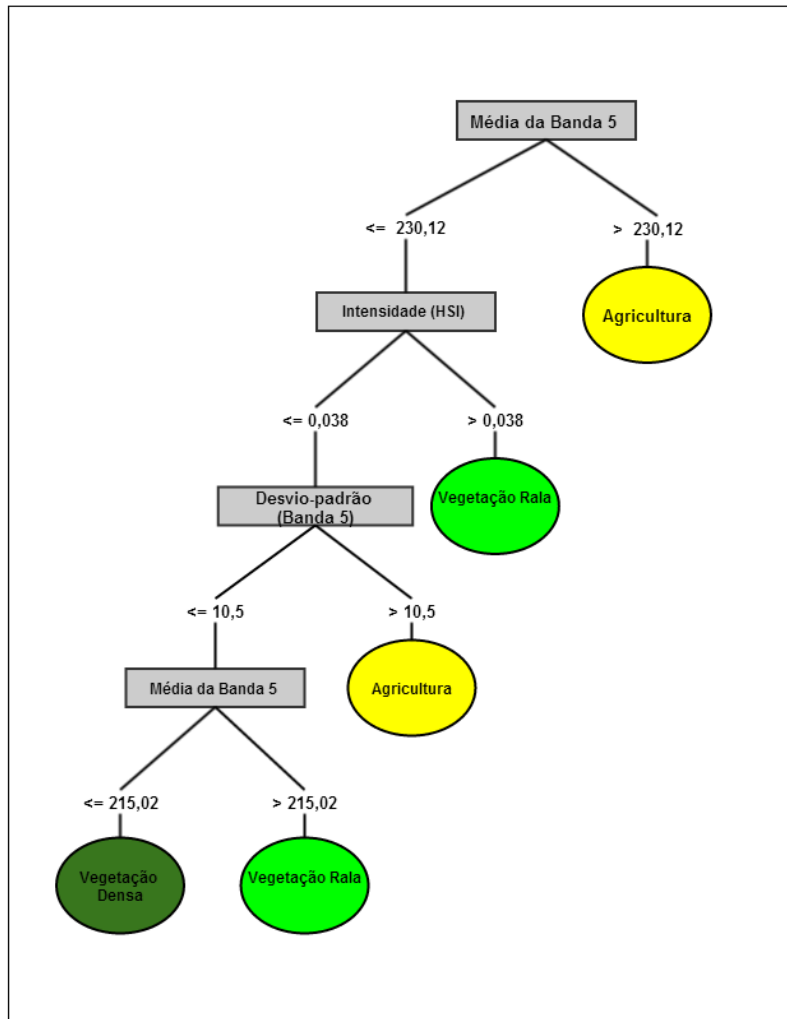 Média da Banda 5
<= 230,12
> 230,12
Intensidade (HSI)
Agricultura
<= 0,038
> 0,038
Desvio-padrão
(Banda 5)
Vegetação Rala
<= 10,5
> 10,5
Média da Banda 5
Agricultura
<= 215,02
> 215,02
Vegetação
Densa
Vegetação Rala